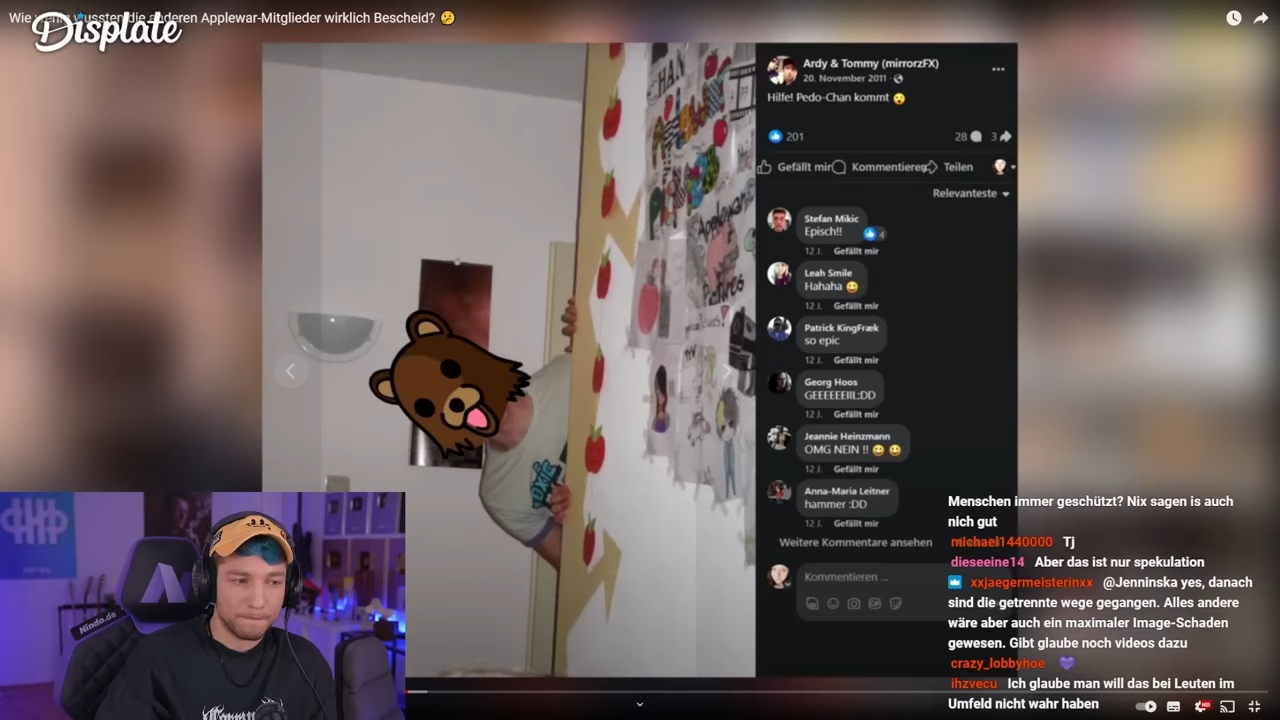 Wie wenig wussten die anderen Applewar-Mitglieder wirklich Bescheid? 🤔
Displate
Ardy & Tommy (mirrorzFX)
20. November 2011 ·
Hilfe! Pedo-Chan kommt 😮
201
28
3
Gefällt mir
Kommentieren
Teilen
Relevanteste
Stefan Mikic
Episch!!
4
12 J. Gefällt mir
Leah Smile
Hahaha 😀
12 J. Gefällt mir
Patrick KingFræk
so epic
12 J. Gefällt mir
Georg Hoos
GEEEEEEIIL:DD
12 J. Gefällt mir
Jeannie Heinzmann
OMG NEIN !! 😀 😀
12 J. Gefällt mir
Anna-Maria Leitner
hammer :DD
12 J. Gefällt mir
Weitere Kommentare ansehen
Kommentieren ...
Applewar
Pictures
Nindo.de
Menschen immer geschützt? Nix sagen is auch
nich gut
michael1440000 Tj
dieseeine14 Aber das ist nur spekulation
xxjaegermeisterinxx @Jenninska yes, danach
sind die getrennte wege gegangen. Alles andere
wäre aber auch ein maximaler Image-Schaden
gewesen. Gibt glaube noch videos dazu
crazy_lobbyhoe 💜
ihzvecu Ich glaube man will das bei Leuten im
Umfeld nicht wahr haben
HD